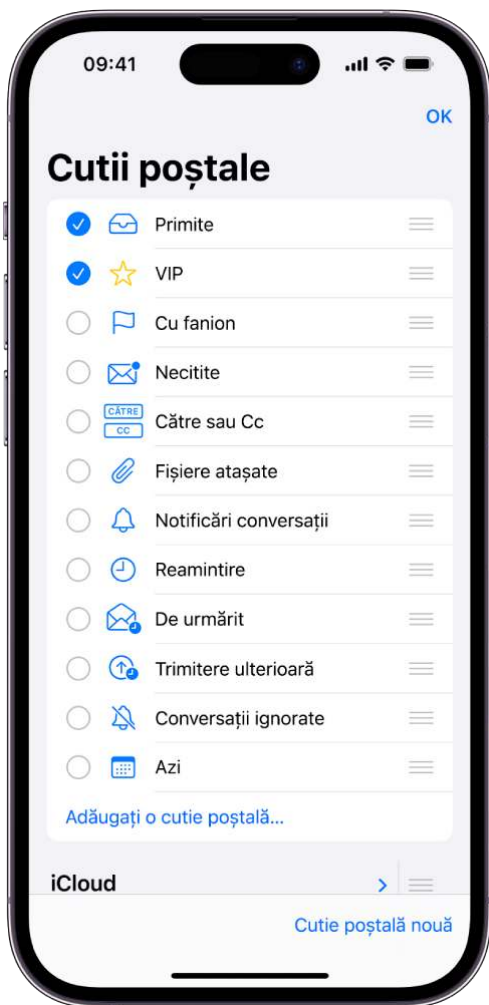 09:41
OK
Cutii poștale
Primite
VIP
Cu fanion
Necitite
CĂTRE
CC
Către sau Cc
Fișiere atașate
Notificări conversații
Reamintire
De urmărit
Trimitere ulterioară
Conversații ignorate
Azi
Adăugați o cutie poștală...
iCloud
Cutie poștală nouă